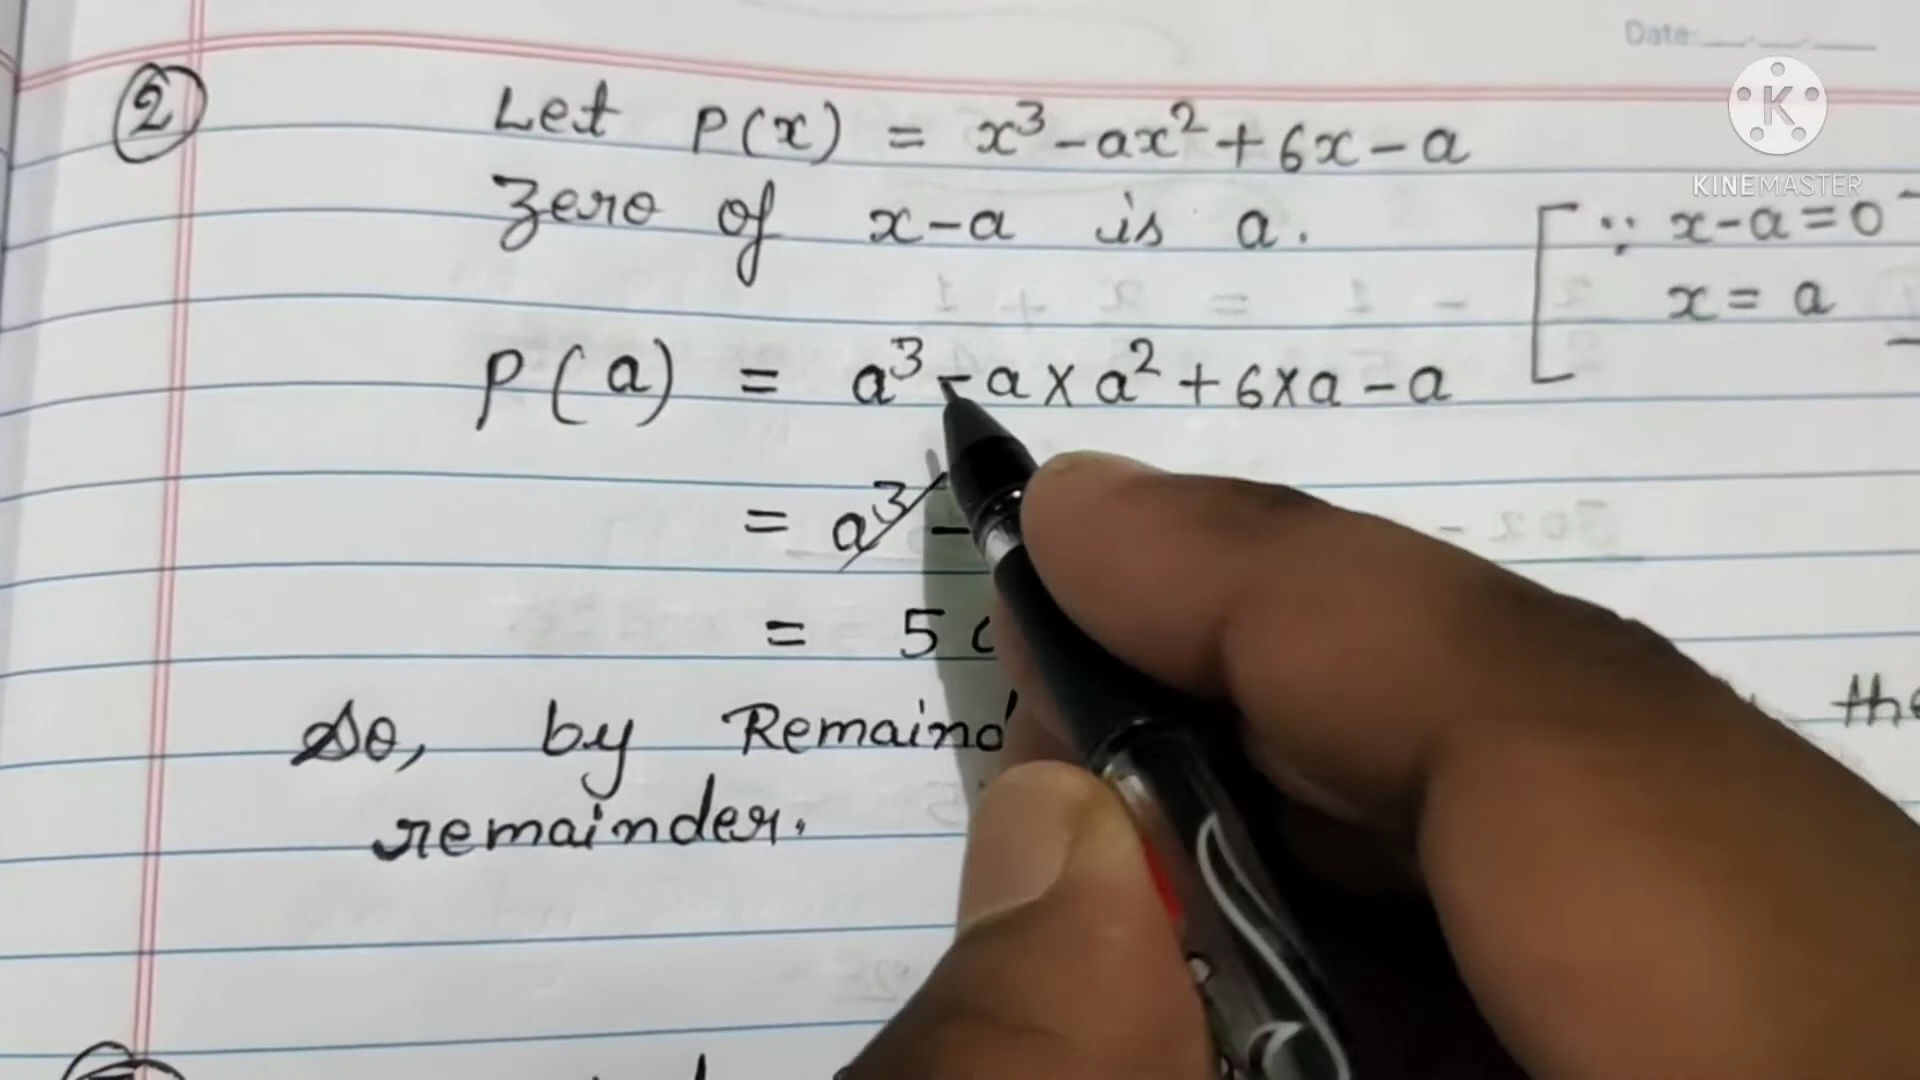 Date:
② Let P(x) = x³ - ax² + 6x - a
KINEMASTER
Zero of x-a is a. [∵ x-a=0
x = a
P(a) = a³ - a × a² + 6×a - a
= a³ -
= 5
So, by the
remainder.